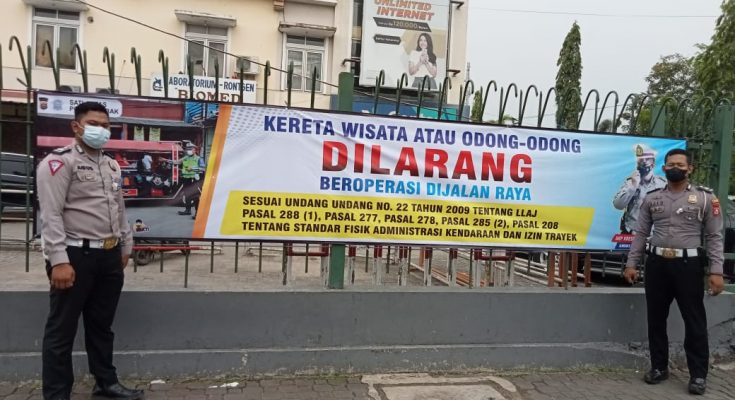 UNLIMITED
INTERNET
120.000
LABORATORIUM-RONTGEN
BIOMED
KERETA WISATA ATAU ODONG-ODONG
DILARANG
BEROPERASI DIJALAN RAYA
SESUAI UNDANG UNDANG NO. 22 TAHUN 2009 TENTANG LLAJ
PASAL 288 (1), PASAL 277, PASAL 278, PASAL 285 (2), PASAL 208
TENTANG STANDAR FISIK ADMINISTRASI KENDARAAN DAN IZIN TRAYEK